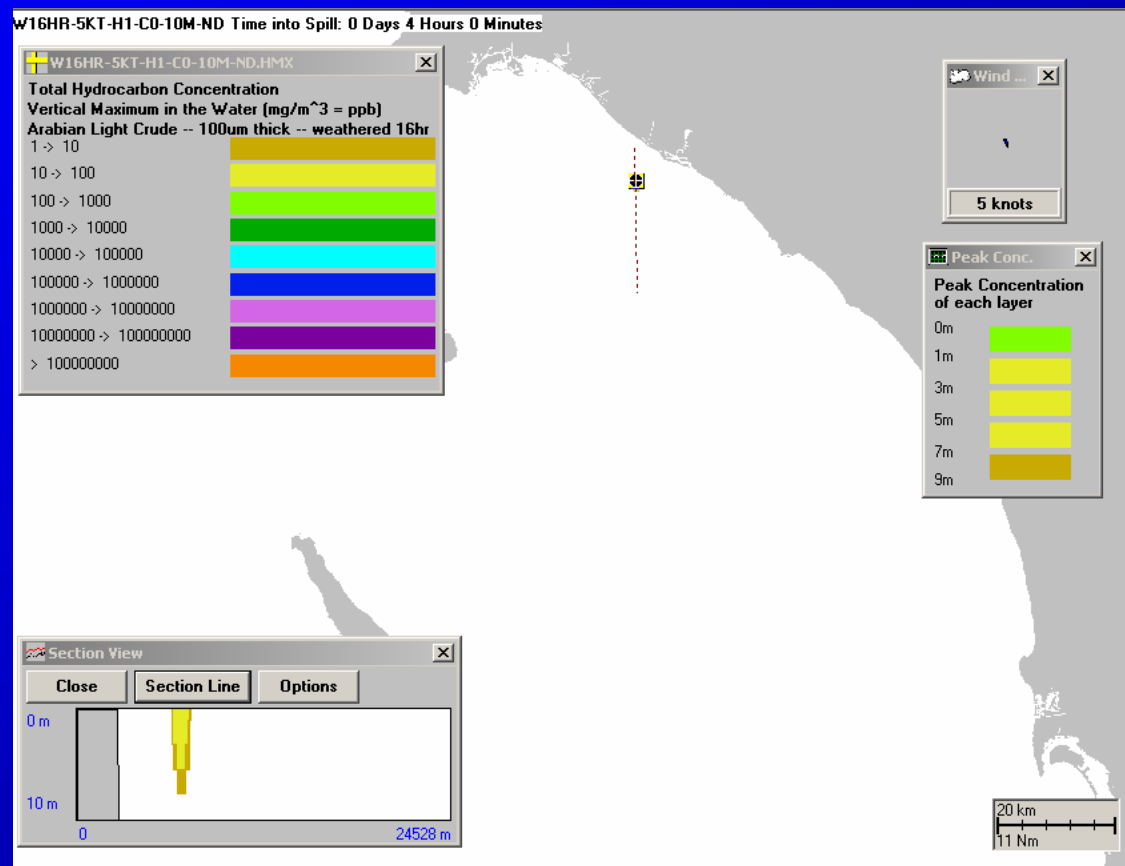 W16HR-5KT-H1-C0-10M-ND Time into Spill: 0 Days 4 Hours 0 Minutes
W16HR-5KT-H1-C0-10M-ND.HMX
Total Hydrocarbon Concentration
Vertical Maximum in the Water (mg/m^3 = ppb)
Arabian Light Crude -- 100um thick -- weathered 16hr
1 -> 10
10 -> 100
100 -> 1000
1000 -> 10000
10000 -> 100000
100000 -> 1000000
1000000 -> 10000000
10000000 -> 100000000
> 100000000
Wind ...
5 knots
Peak Conc.
Peak Concentration
of each layer
0m
1m
3m
5m
7m
9m
Section View
Close Section Line Options
0 m
10 m
0 24528 m
20 km
11 Nm